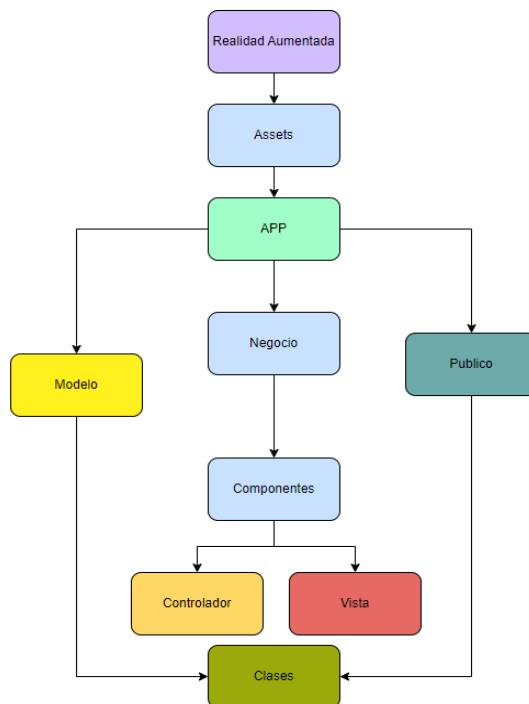 Realidad Aumentada
Assets
APP
Negocio
Modelo
Publico
Componentes
Controlador
Vista
Clases